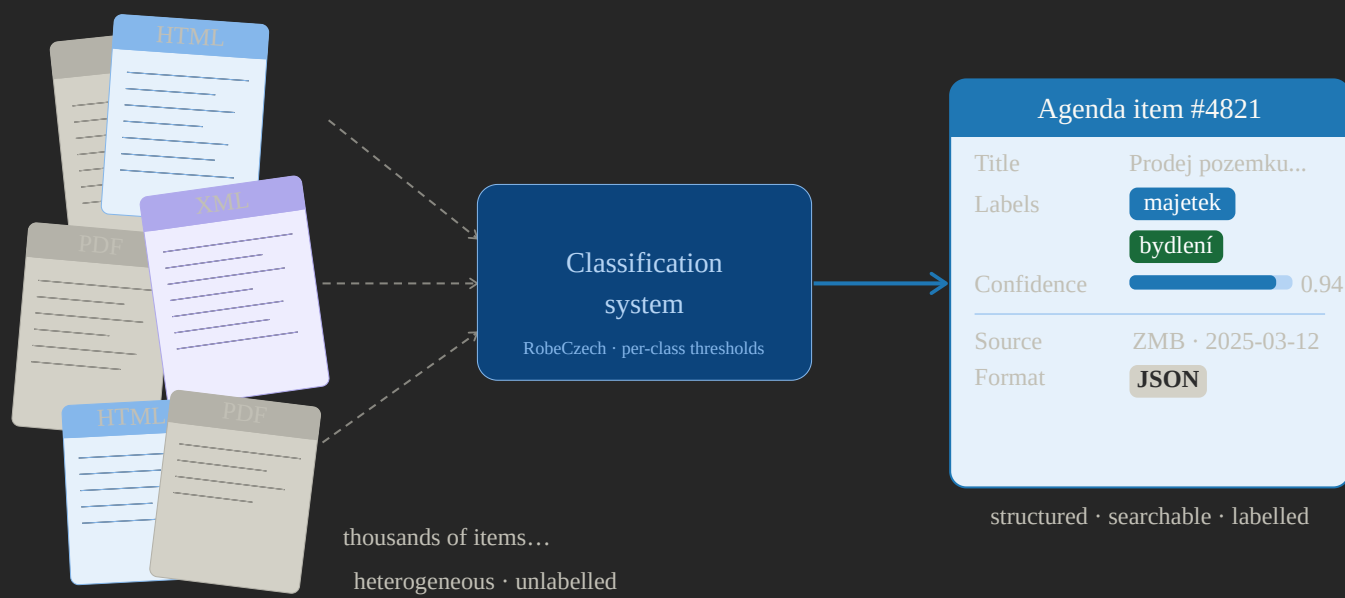 HTML
XML
PDF
HTML
PDF
thousands of items…
heterogeneous · unlabelled
Classification
system
RobeCzech · per-class thresholds
Agenda item #4821
Title Prodej pozemku...
Labels majetek
bydlení
Confidence 0.94
Source ZMB · 2025-03-12
Format JSON
structured · searchable · labelled